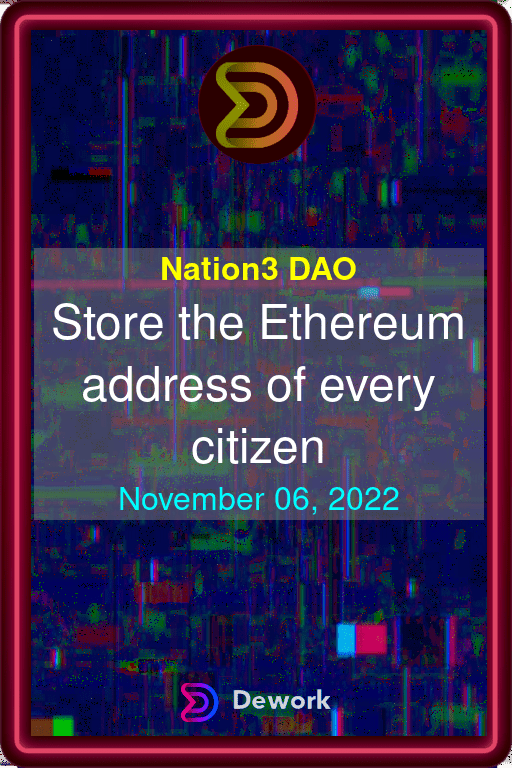 Nation3 DAO
Store the Ethereum
address of every
citizen
November 06, 2022
Dework